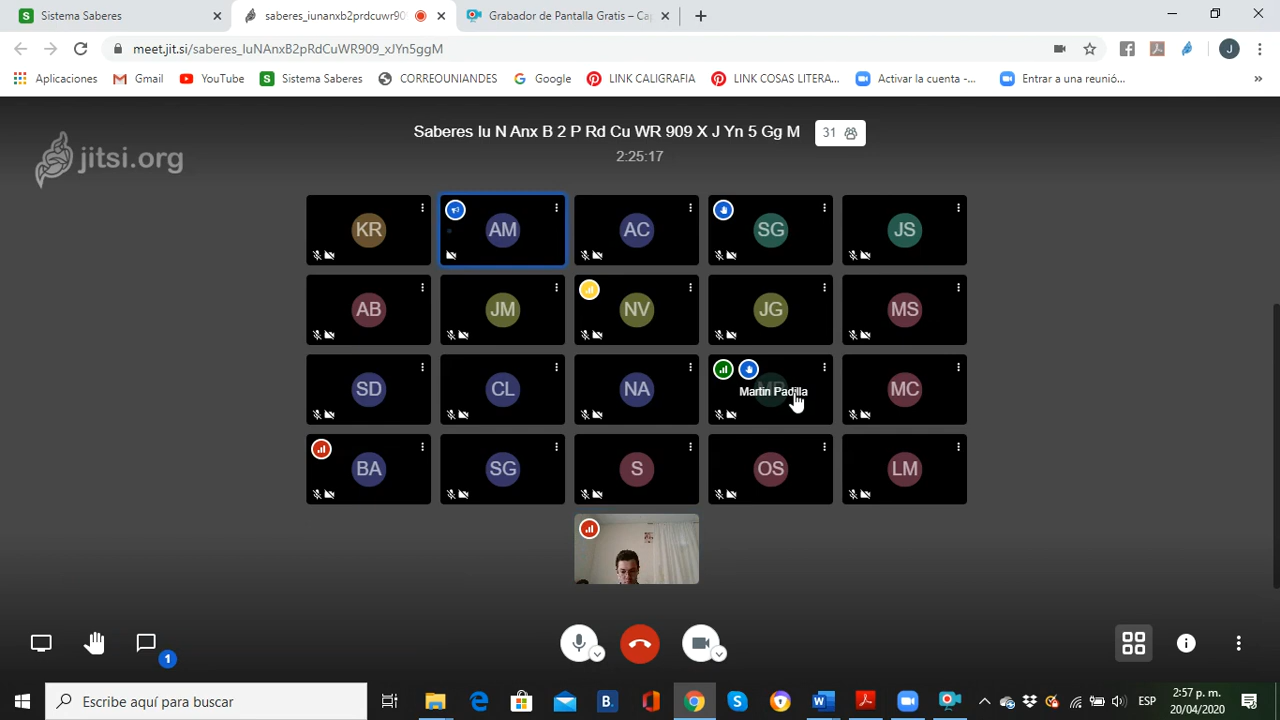 Sistema Saberes
saberes_iunanxb2prdcuwr909
Grabador de Pantalla Gratis – Ca
meet.jit.si/saberes_IuNAnxB2pRdCuWR909_xJYn5ggM
J
Aplicaciones
Gmail
YouTube
Sistema Saberes
CORREOUNIANDES
Google
LINK CALIGRAFIA
LINK COSAS LITERA...
Activar la cuenta -...
Entrar a una reunió...
»
jitsi.org
Saberes Iu N Anx B 2 P Rd Cu WR 909 X J Yn 5 Gg M
31
2:25:17
KR
AM
AC
SG
JS
AB
JM
NV
JG
MS
SD
CL
NA
Martin Padilla
MC
BA
SG
S
OS
LM
1
Escribe aquí para buscar
B.
ESP
2:57 p. m.
20/04/2020